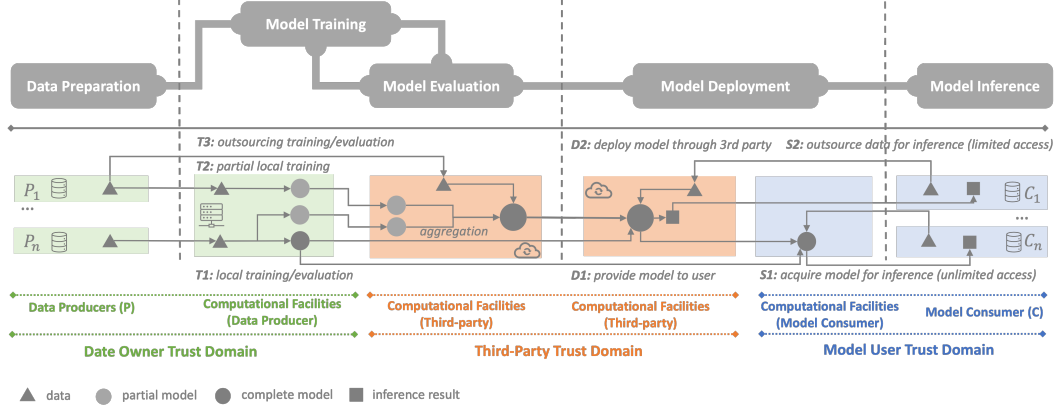 Model Training
Data Preparation
Model Evaluation
Model Deployment
Model Inference
T3: outsourcing training/evaluation
D2: deploy model through 3rd party
S2: outsource data for inference (limited access)
T2: partial local training
P1
C1
...
...
aggregation
Pn
Cn
T1: local training/evaluation
D1: provide model to user
S1: acquire model for inference (unlimited access)
Data Producers (P)
Computational Facilities
(Data Producer)
Computational Facilities
(Third-party)
Computational Facilities
(Third-party)
Computational Facilities
(Model Consumer)
Model Consumer (C)
Date Owner Trust Domain
Third-Party Trust Domain
Model User Trust Domain
data
partial model
complete model
inference result